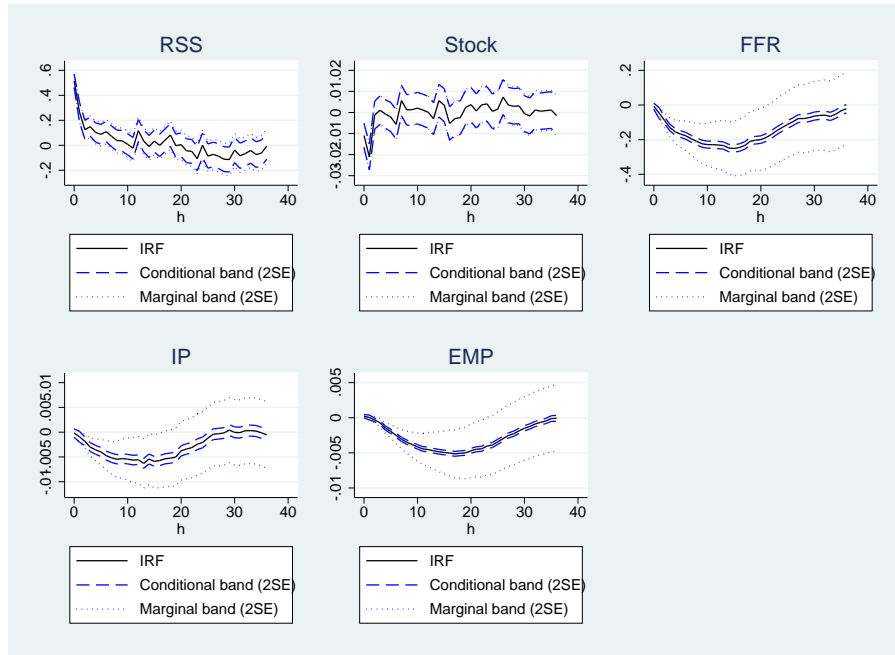 RSS
.6
.4
.2
0
-.2
0 10 20 30 40
h
IRF
Conditional band (2SE)
Marginal band (2SE)
Stock
-.03.02.01 0 .01.02
0 10 20 30 40
h
IRF
Conditional band (2SE)
Marginal band (2SE)
FFR
.2
0
-.2
-.4
0 10 20 30 40
h
IRF
Conditional band (2SE)
Marginal band (2SE)
IP
-.01-.005 0 .005.01
0 10 20 30 40
h
IRF
Conditional band (2SE)
Marginal band (2SE)
EMP
.005
0
-.005
-.01
0 10 20 30 40
h
IRF
Conditional band (2SE)
Marginal band (2SE)